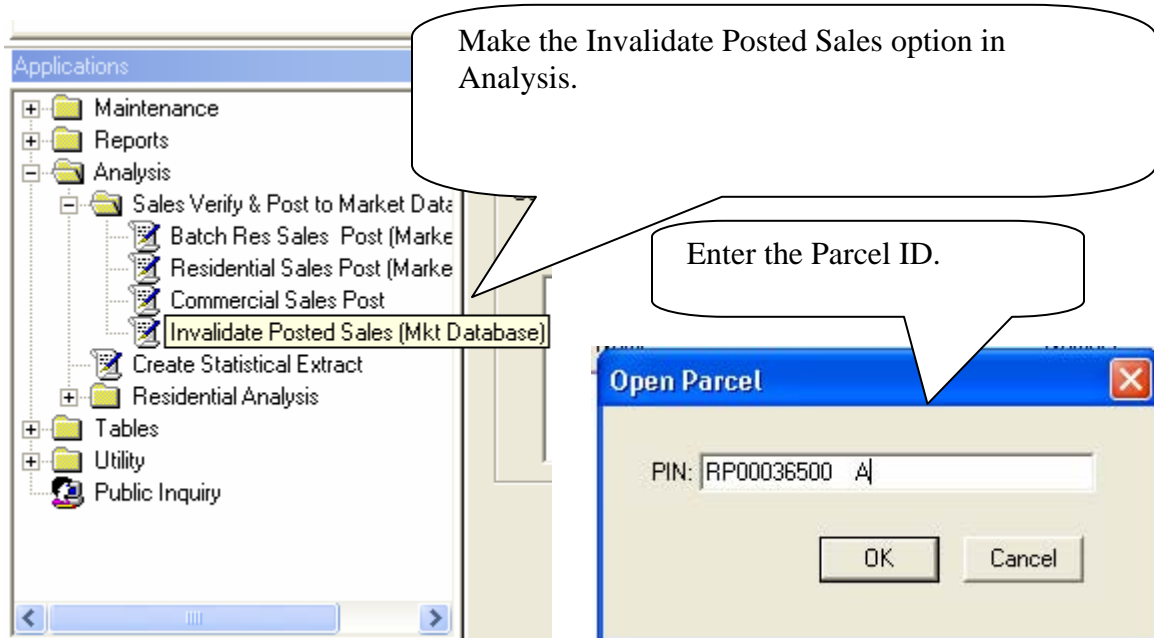 Make the Invalidate Posted Sales option in
Analysis.
Applications
Maintenance
Reports
Analysis
Sales Verify & Post to Market Data
Batch Res Sales Post (Marke
Residential Sales Post (Marke
Commercial Sales Post
Invalidate Posted Sales (Mkt Database)
Create Statistical Extract
Residential Analysis
Tables
Utility
Public Inquiry
Enter the Parcel ID.
Open Parcel
PIN: RP00036500 A
OK Cancel